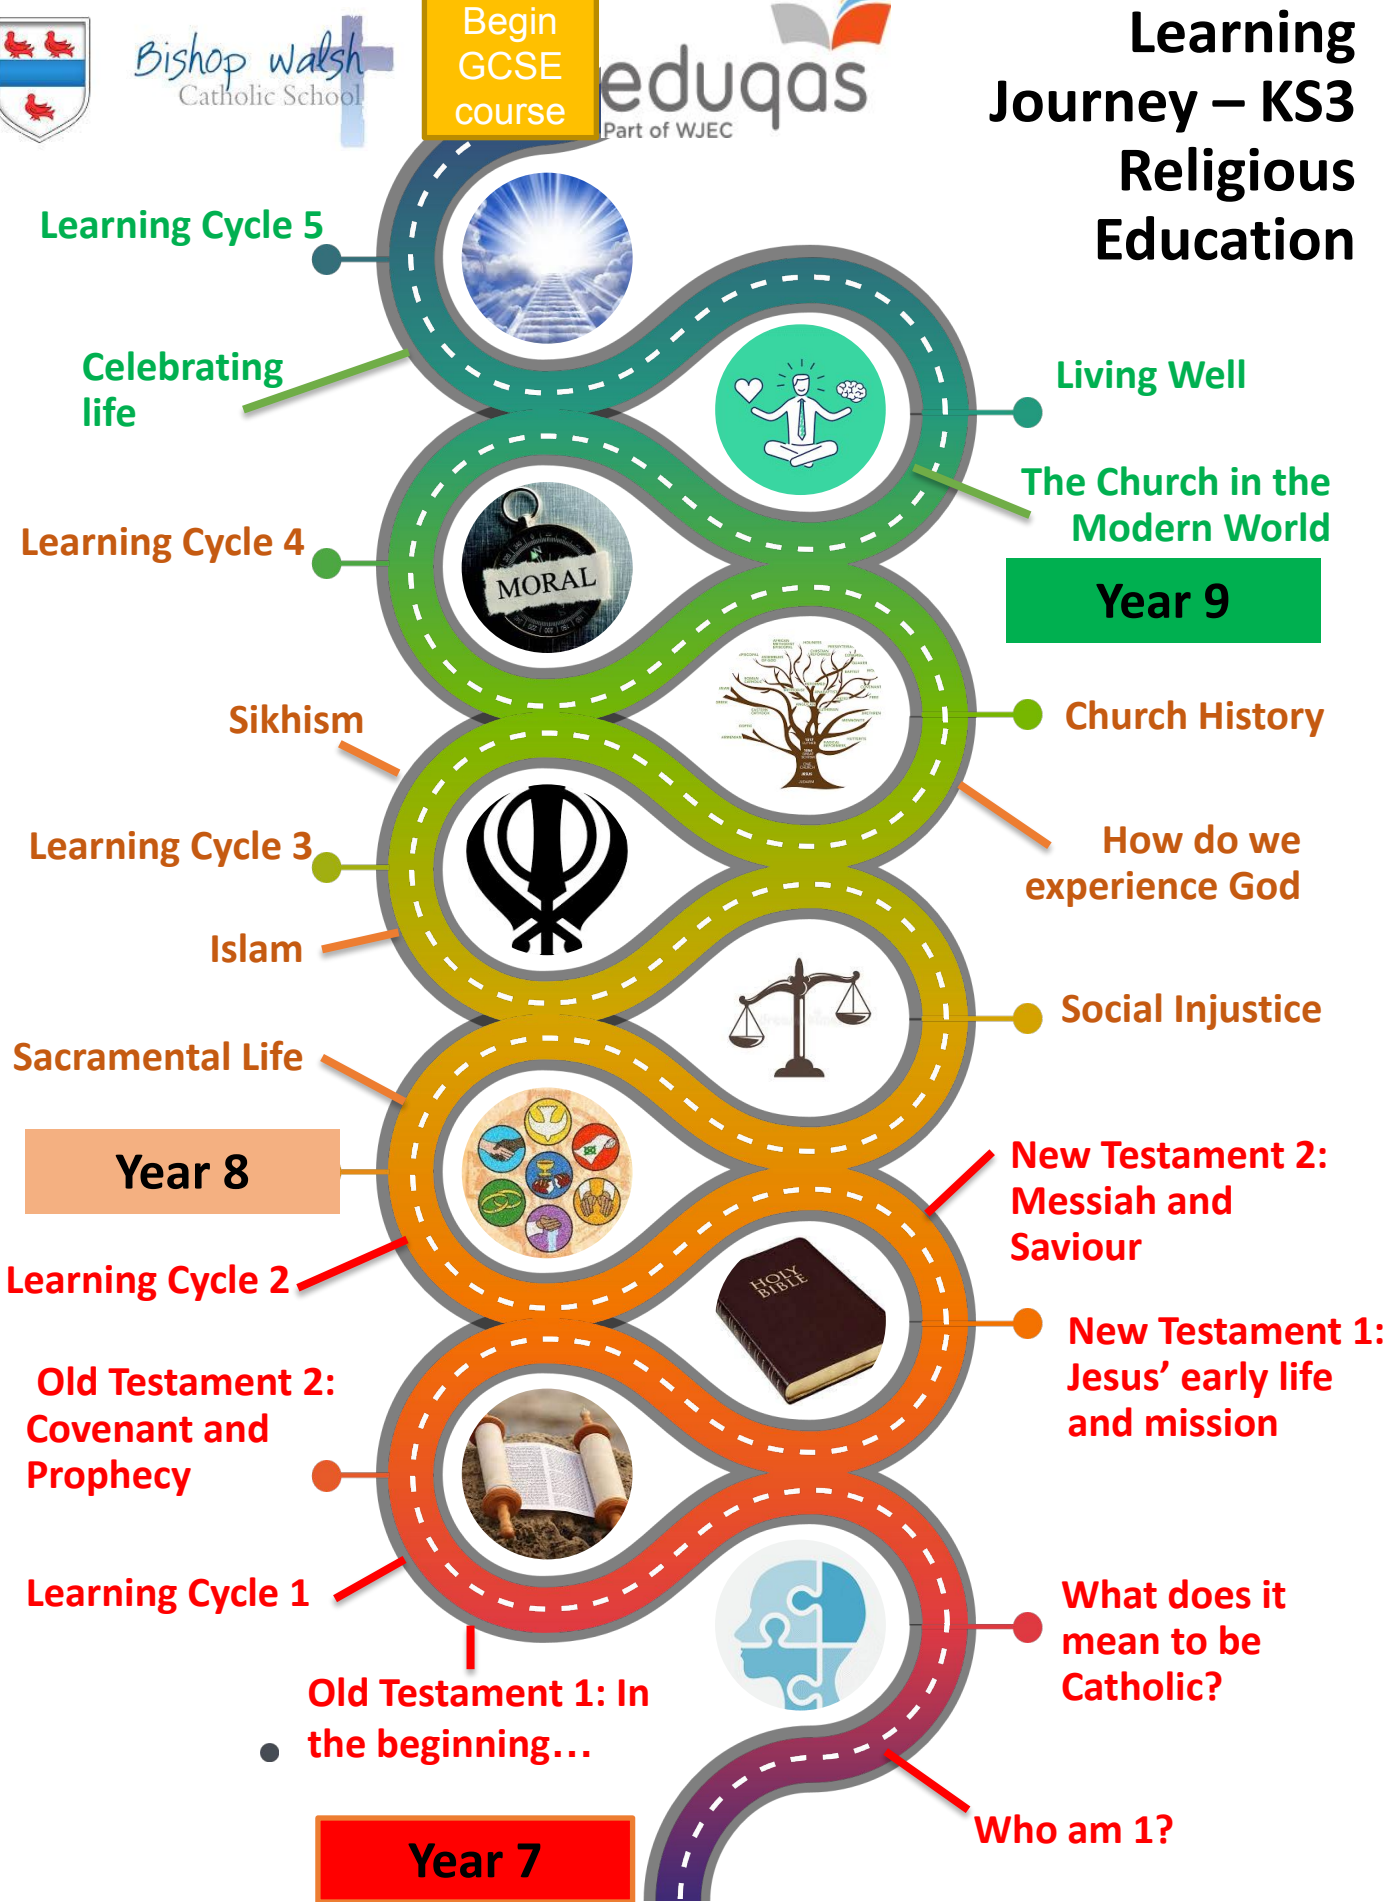 Bishop Walsh
Catholic School
Begin
GCSE
course
eduqas
Part of WJEC
Learning
Journey – KS3
Religious
Education
Learning Cycle 5
Celebrating
life
Living Well
The Church in the
Modern World
Year 9
Learning Cycle 4
MORAL
Church History
Sikhism
How do we
experience God
Learning Cycle 3
Islam
Social Injustice
Sacramental Life
Year 8
New Testament 2:
Messiah and
Saviour
Learning Cycle 2
HOLY
BIBLE
New Testament 1:
Jesus’ early life
and mission
Old Testament 2:
Covenant and
Prophecy
Learning Cycle 1
What does it
mean to be
Catholic?
Old Testament 1: In
the beginning…
Who am 1?
Year 7